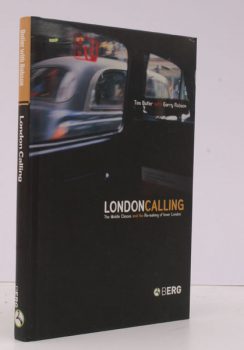 Butler with Robson
London Calling
BERG
Tim Butler with Garry Robson
LONDONCALLING
The Middle Classes and the Re-making of Inner London
BERG